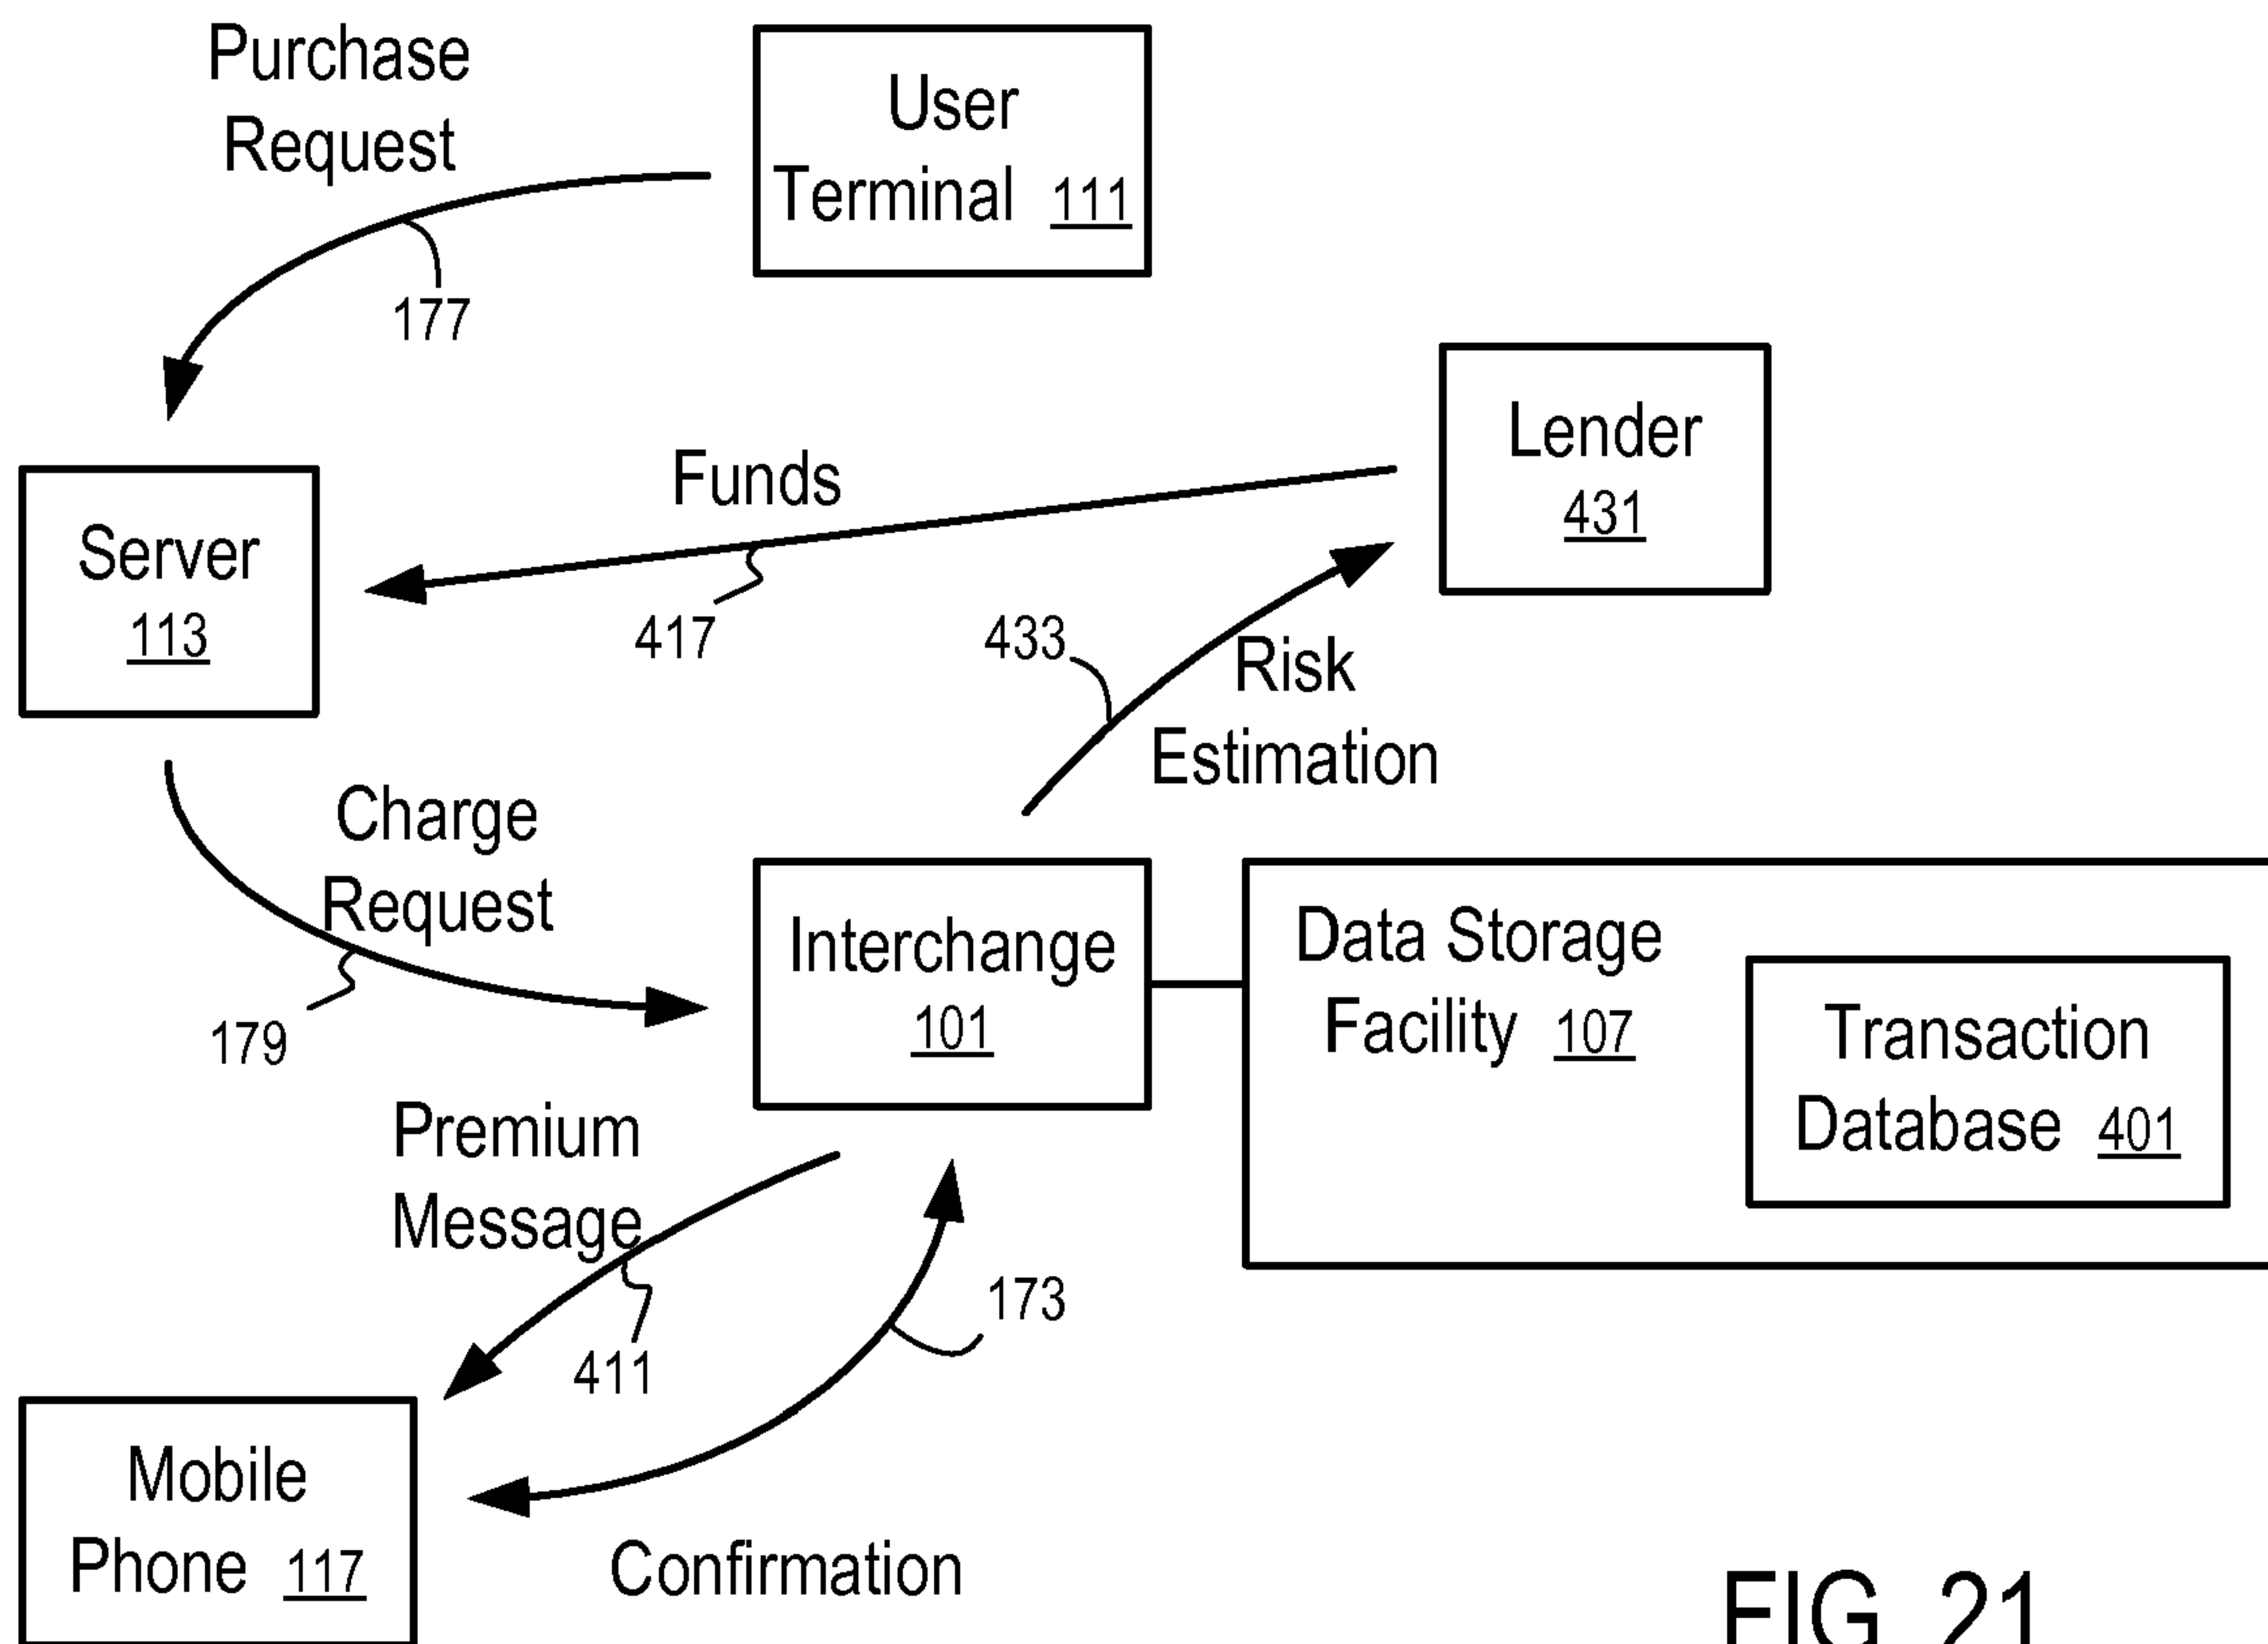 Purchase
Request
177
User
Terminal 111
Lender
431
Funds
417
Server
113
433
Risk
Estimation
Charge
Request
179
Interchange
101
Data Storage
Facility 107
Transaction
Database 401
Premium
Message
411
173
Mobile
Phone 117
Confirmation
FIG. 21